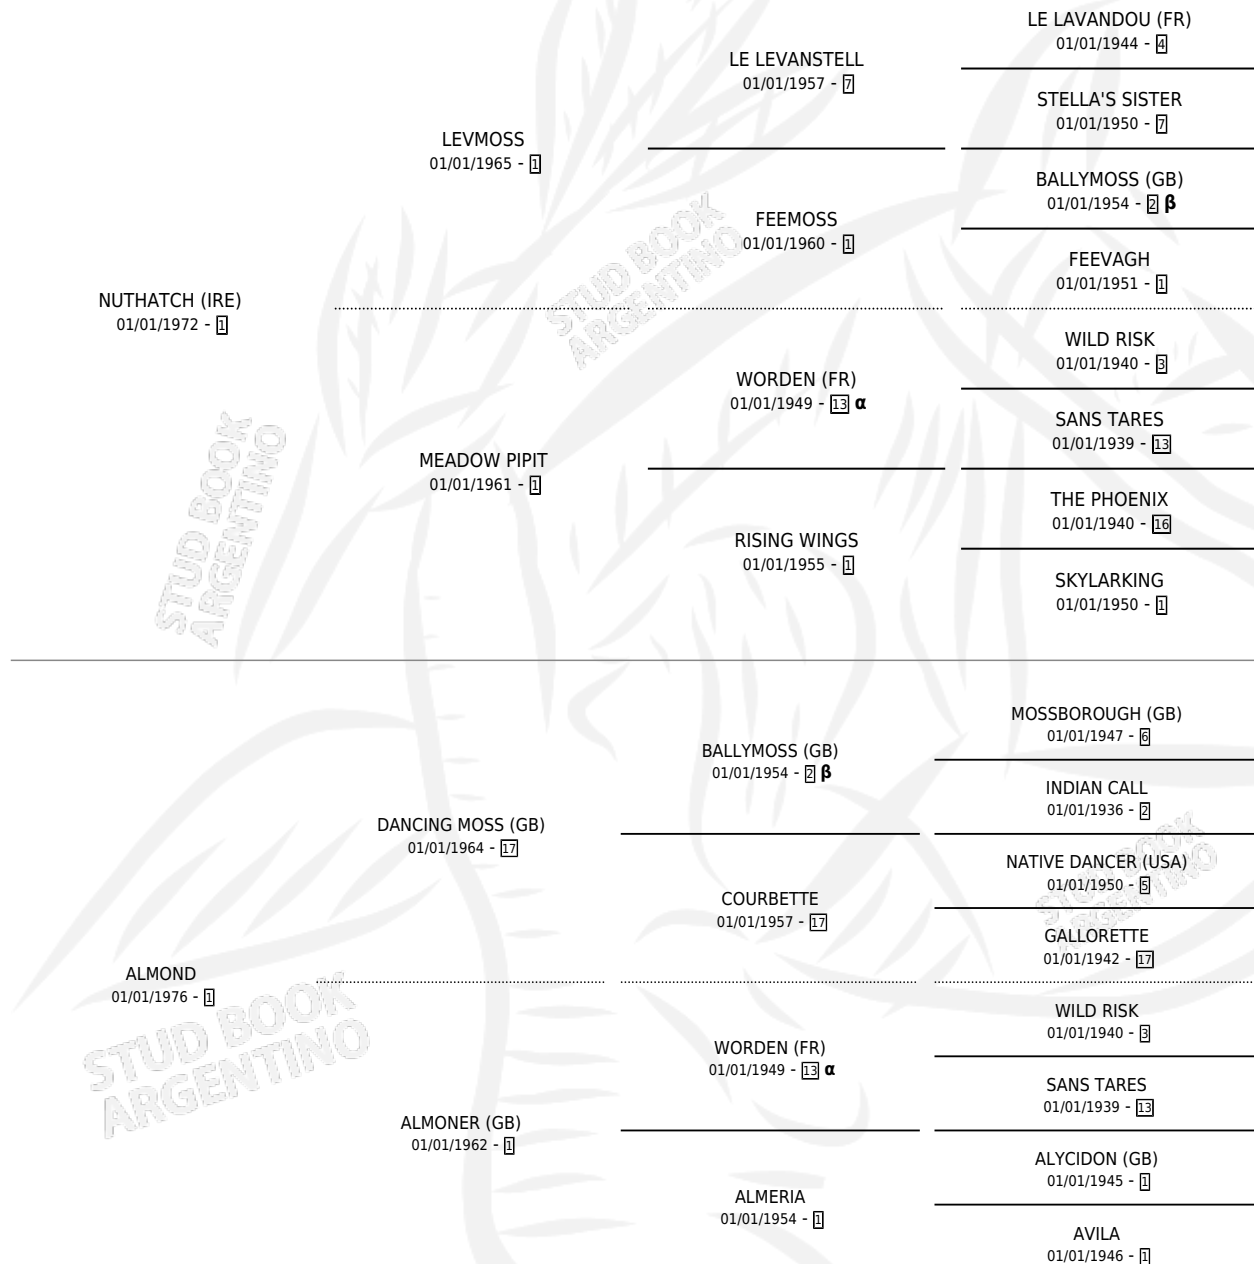 LE LAVANDOU (FR)
01/01/1944 - 4
LE LEVANSTELL
01/01/1957 - 7
STELLA'S SISTER
01/01/1950 - 7
LEVMOSS
01/01/1965 - 1
BALLYMOSS (GB)
01/01/1954 - 2 β
FEEMOSS
01/01/1960 - 1
FEEVAGH
01/01/1951 - 1
NUTHATCH (IRE)
01/01/1972 - 1
STUD BOOK
ARGENTINO
WILD RISK
01/01/1940 - 3
WORDEN (FR)
01/01/1949 - 13 α
SANS TARES
01/01/1939 - 13
MEADOW PIPIT
01/01/1961 - 1
THE PHOENIX
01/01/1940 - 16
RISING WINGS
01/01/1955 - 1
SKYLARKING
01/01/1950 - 1
STUD BOOK
ARGENTINO
MOSSBOROUGH (GB)
01/01/1947 - 6
BALLYMOSS (GB)
01/01/1954 - 2 β
INDIAN CALL
01/01/1936 - 2
DANCING MOSS (GB)
01/01/1964 - 17
NATIVE DANCER (USA)
01/01/1950 - 5
STUD BOOK
ARGENTINO
COURBETTE
01/01/1957 - 17
GALLORETTE
01/01/1942 - 17
ALMOND
01/01/1976 - 1
STUD BOOK
ARGENTINO
WILD RISK
01/01/1940 - 3
WORDEN (FR)
01/01/1949 - 13 α
SANS TARES
01/01/1939 - 13
ALMONER (GB)
01/01/1962 - 1
ALYCIDON (GB)
01/01/1945 - 1
ALMERIA
01/01/1954 - 1
AVILA
01/01/1946 - 1